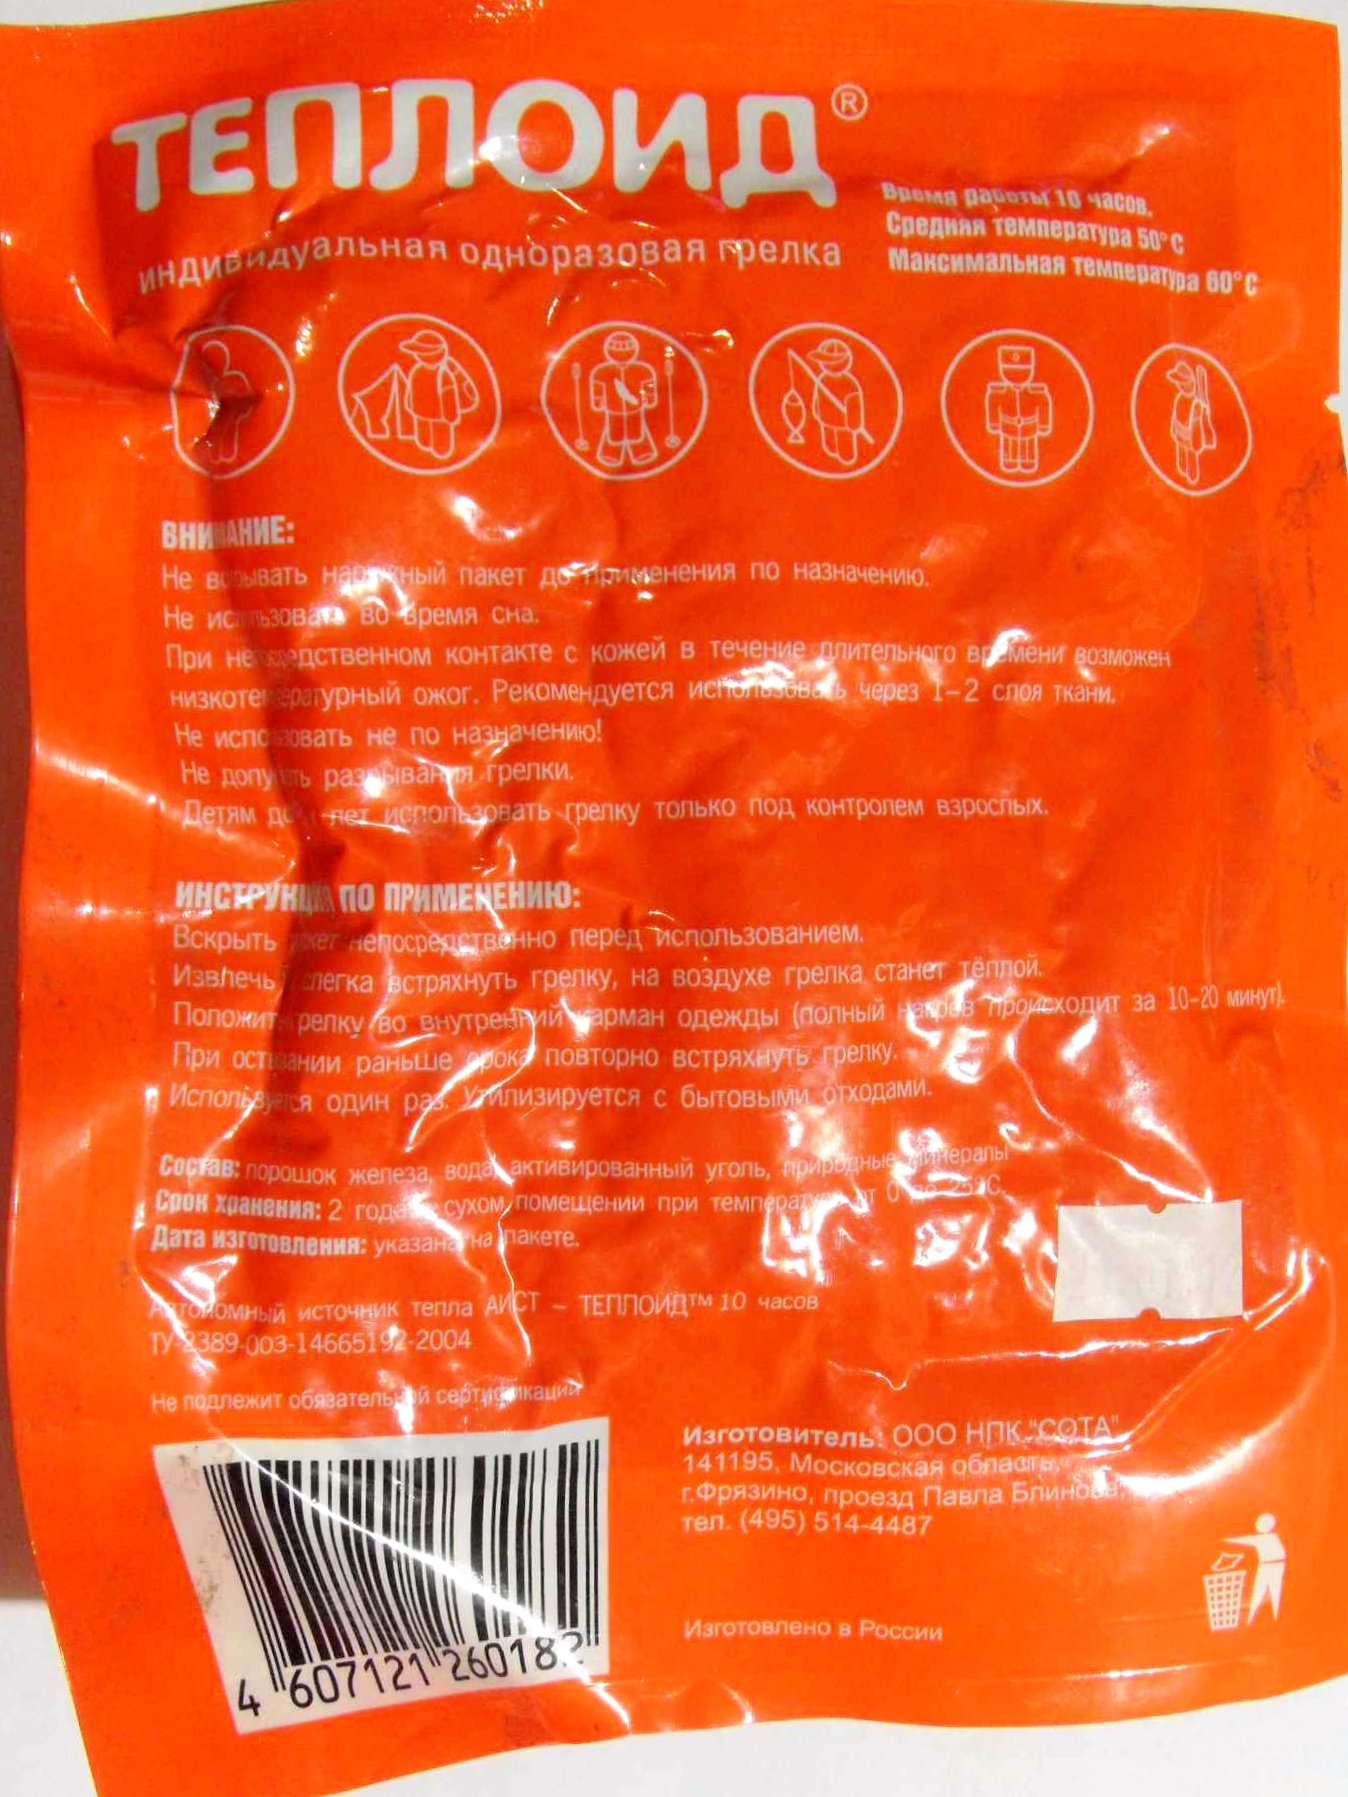 ТЕПЛОИД®
индивидуальная одноразовая грелка
Время работы 10 часов.
Средняя температура 50°С
Максимальная температура 60°С
ВНИМАНИЕ:
Не вскрывать наружный пакет до применения по назначению.
Не использовать во время сна.
При непосредственном контакте с кожей в течение длительного времени возможен
низкотемпературный ожог. Рекомендуется использовать через 1–2 слоя ткани.
Не использовать не по назначению!
Не допускать разрывания грелки.
Детям до лет использовать грелку только под контролем взрослых.
ИНСТРУКЦИЯ ПО ПРИМЕНЕНИЮ:
Вскрыть пакет непосредственно перед использованием.
Извлечь и слегка встряхнуть грелку, на воздухе грелка станет тёплой.
Положить грелку во внутренний карман одежды (полный нагрев происходит за 10-20 минут).
При остывании раньше срока повторно встряхнуть грелку.
Используется один раз. Утилизируется с бытовыми отходами.
Состав: порошок железа, вода, активированный уголь, природные минералы
Срок хранения: 2 года в сухом помещении при температуре от 0 до 25°С.
Дата изготовления: указана на пакете.
Автономный источник тепла АИСТ – ТЕПЛОИД™ 10 часов
ТУ-2389-003-14665192-2004
Не подлежит обязательной сертификации
4 607121 260182
Изготовитель: ООО НПК "СОТА"
141195, Московская область,
г.Фрязино, проезд Павла Блинова,
тел. (495) 514-4487
Изготовлено в России